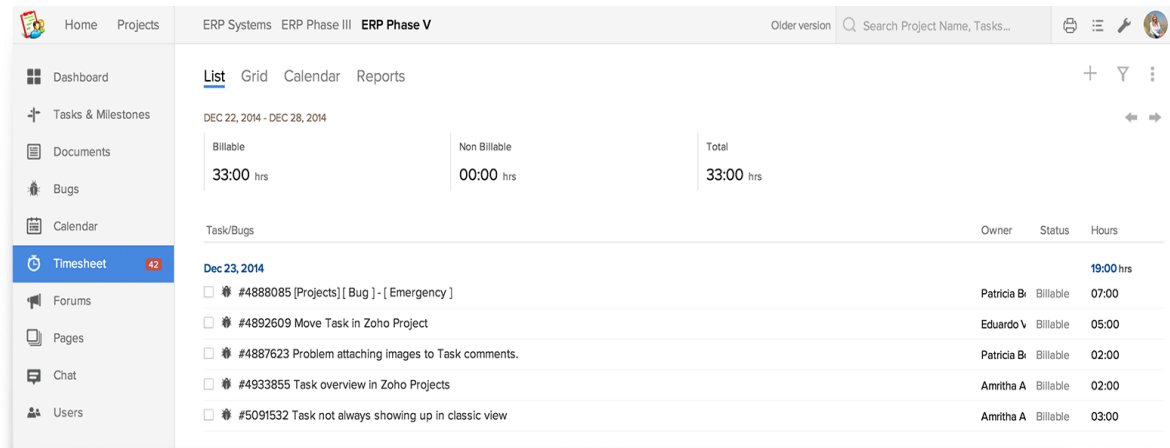 Home Projects ERP Systems ERP Phase III ERP Phase V Older version Search Project Name, Tasks...
Dashboard
Tasks & Milestones
Documents
Bugs
Calendar
Timesheet 42
Forums
Pages
Chat
Users
List Grid Calendar Reports
DEC 22, 2014 - DEC 28, 2014
Billable Non Billable Total
33:00 hrs 00:00 hrs 33:00 hrs
Task/Bugs Owner Status Hours
Dec 23, 2014 19:00 hrs
#4888085 [Projects] [ Bug ] - [ Emergency ] Patricia Billable 07:00
#4892609 Move Task in Zoho Project Eduardo V Billable 05:00
#4887623 Problem attaching images to Task comments. Patricia Billable 02:00
#4933855 Task overview in Zoho Projects Amritha A Billable 02:00
#5091532 Task not always showing up in classic view Amritha A Billable 03:00